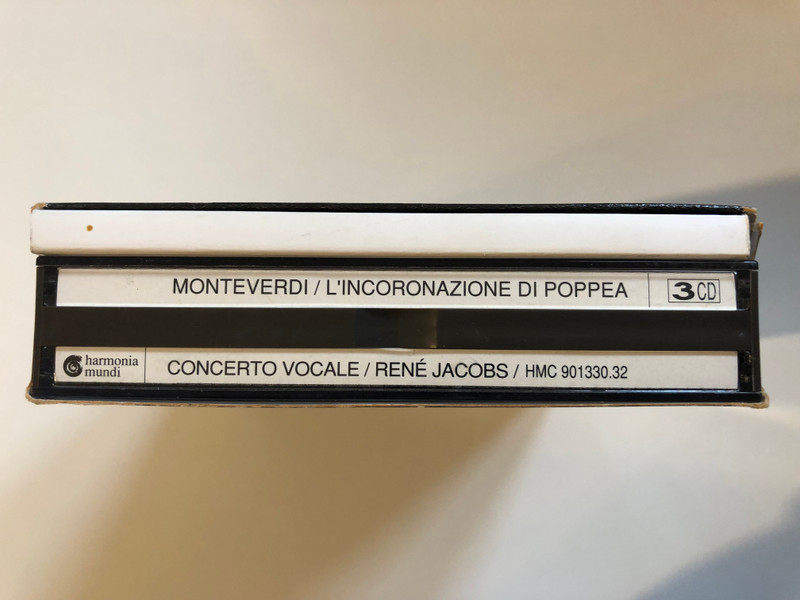 MONTEVERDI / L'INCORONAZIONE DI POPPEA
3 CD
harmonia
mundi
CONCERTO VOCALE / RENÉ JACOBS / HMC 901330.32